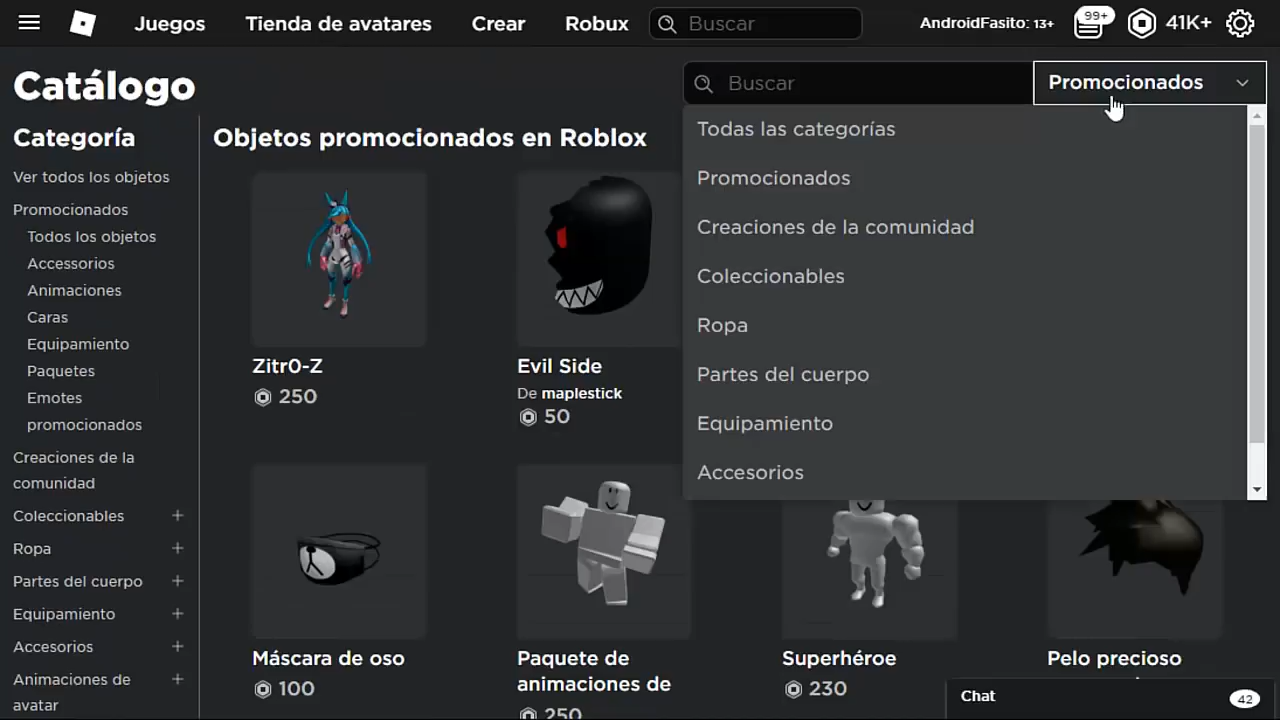 Juegos
Tienda de avatares
Crear
Robux
Buscar
AndroidFasito: 13+
99+
41K+
Catálogo
Buscar
Promocionados
Todas las categorías
Promocionados
Creaciones de la comunidad
Coleccionables
Ropa
Partes del cuerpo
Equipamiento
Accesorios
Categoría
Ver todos los objetos
Promocionados
Todos los objetos
Accessorios
Animaciones
Caras
Equipamiento
Paquetes
Emotes
promocionados
Creaciones de la
comunidad
Coleccionables +
Ropa +
Partes del cuerpo +
Equipamiento +
Accesorios +
Animaciones de +
avatar
Objetos promocionados en Roblox
Zitr0-Z
250
Evil Side
De maplestick
50
Máscara de oso
100
Paquete de
animaciones de
250
Superhéroe
230
Pelo precioso
Chat
42